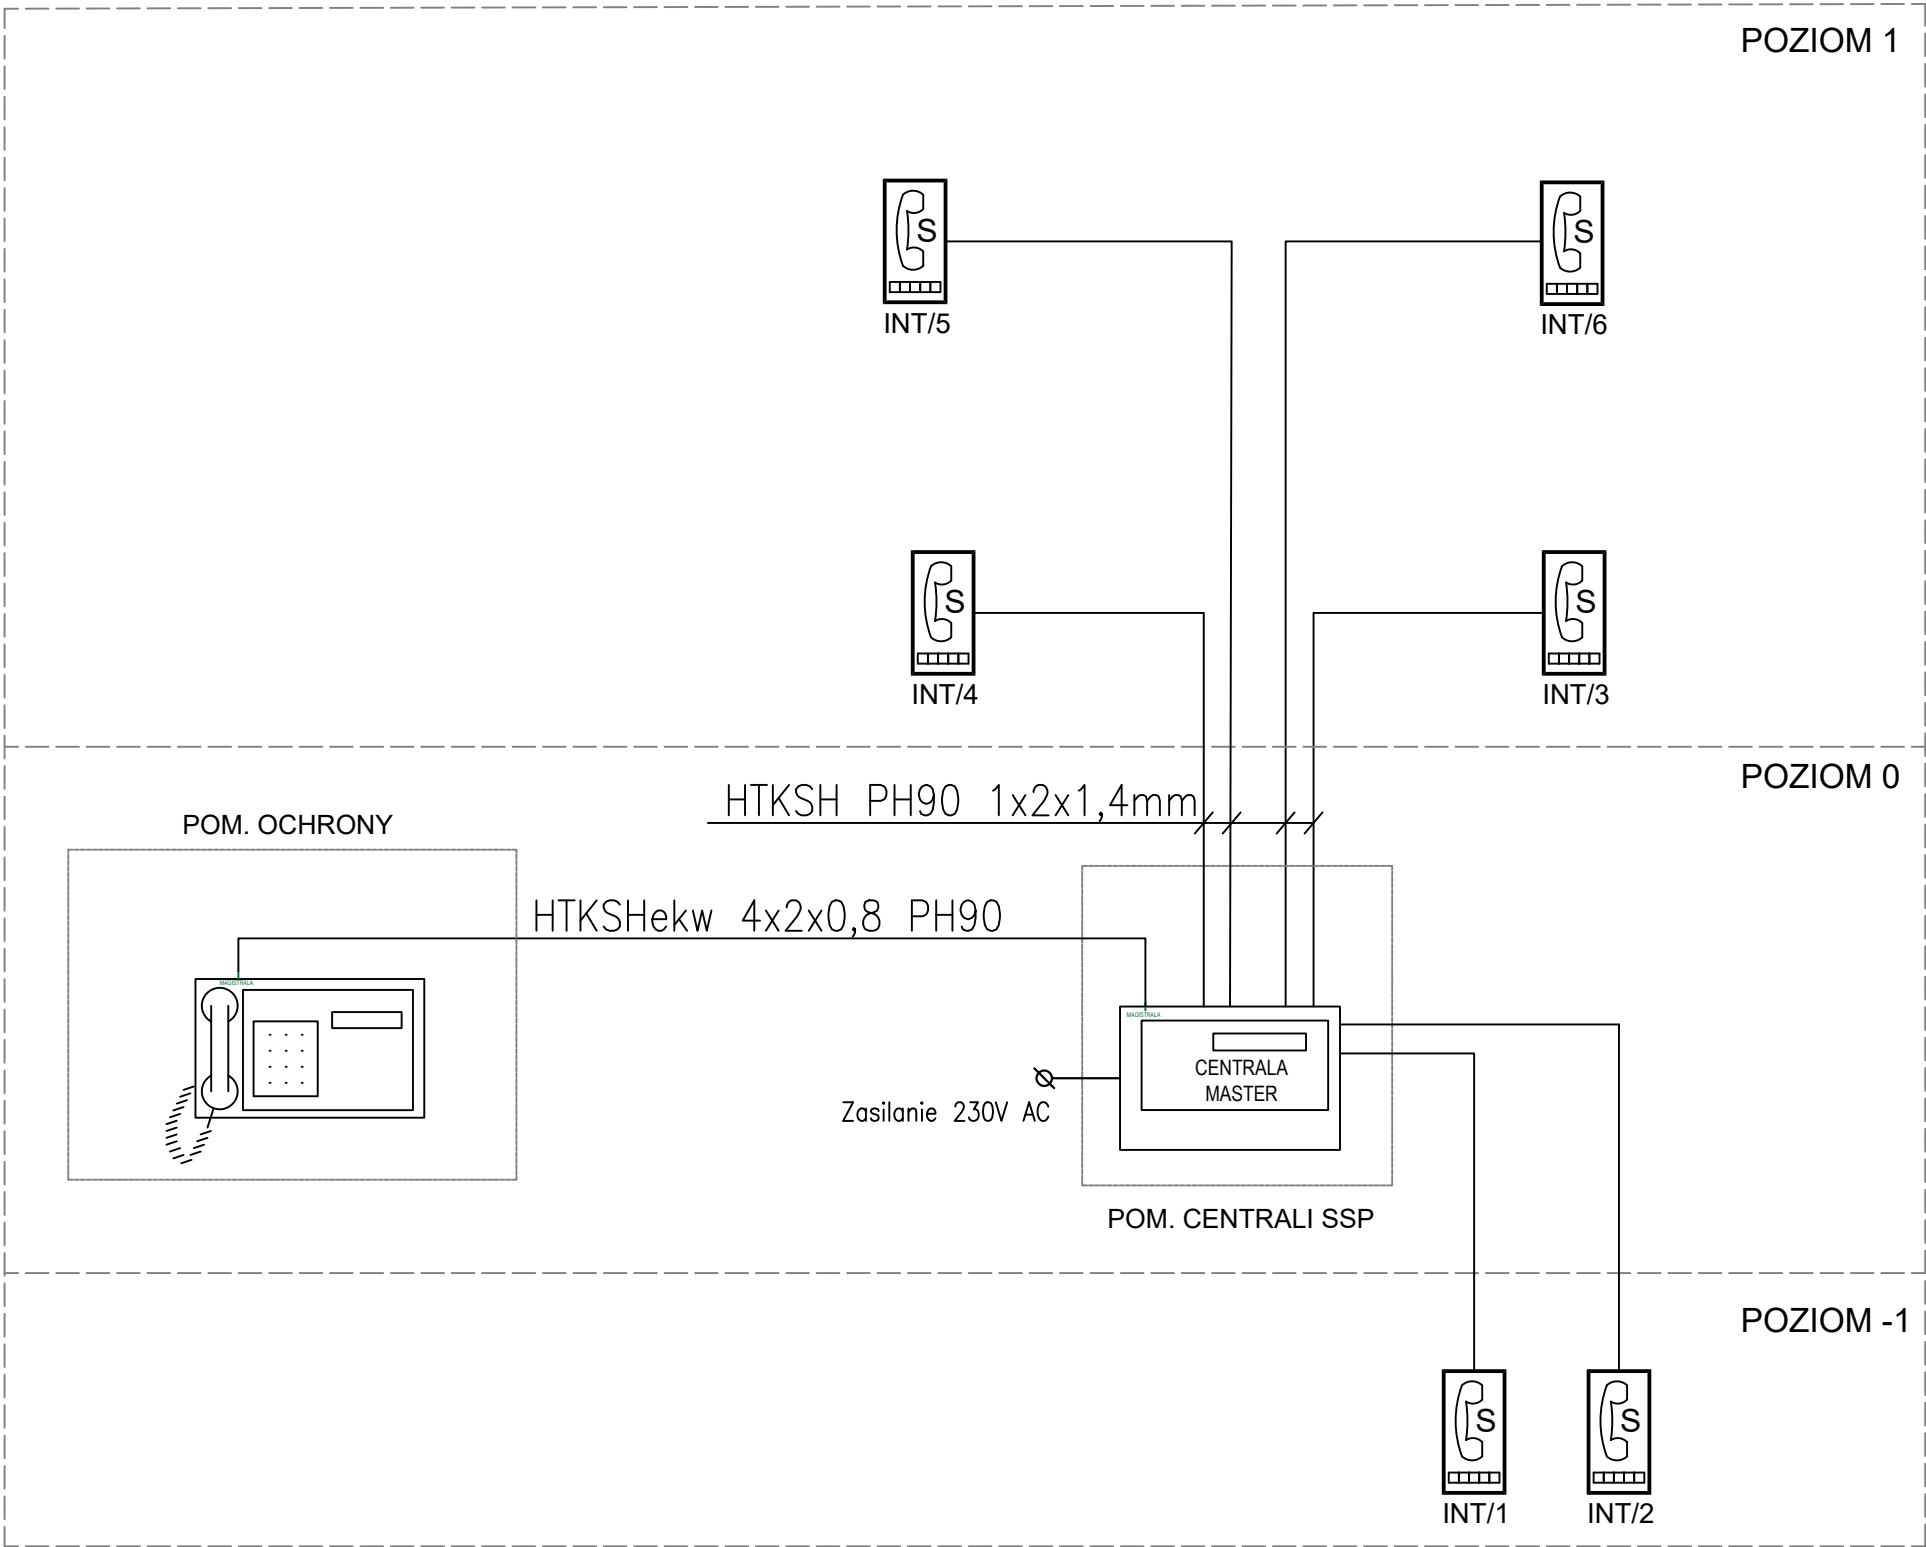 POZIOM 1
S
S
INT/5
INT/6
S
S
INT/4
INT/3
POZIOM 0
HTKSH PH90 1x2x1,4mm
POM. OCHRONY
HTKSHekw 4x2x0,8 PH90
MAGISTRALA
MAGISTRALA
CENTRALA
MASTER
Zasilanie 230V AC
POM. CENTRALI SSP
POZIOM -1
S
S
INT/1
INT/2